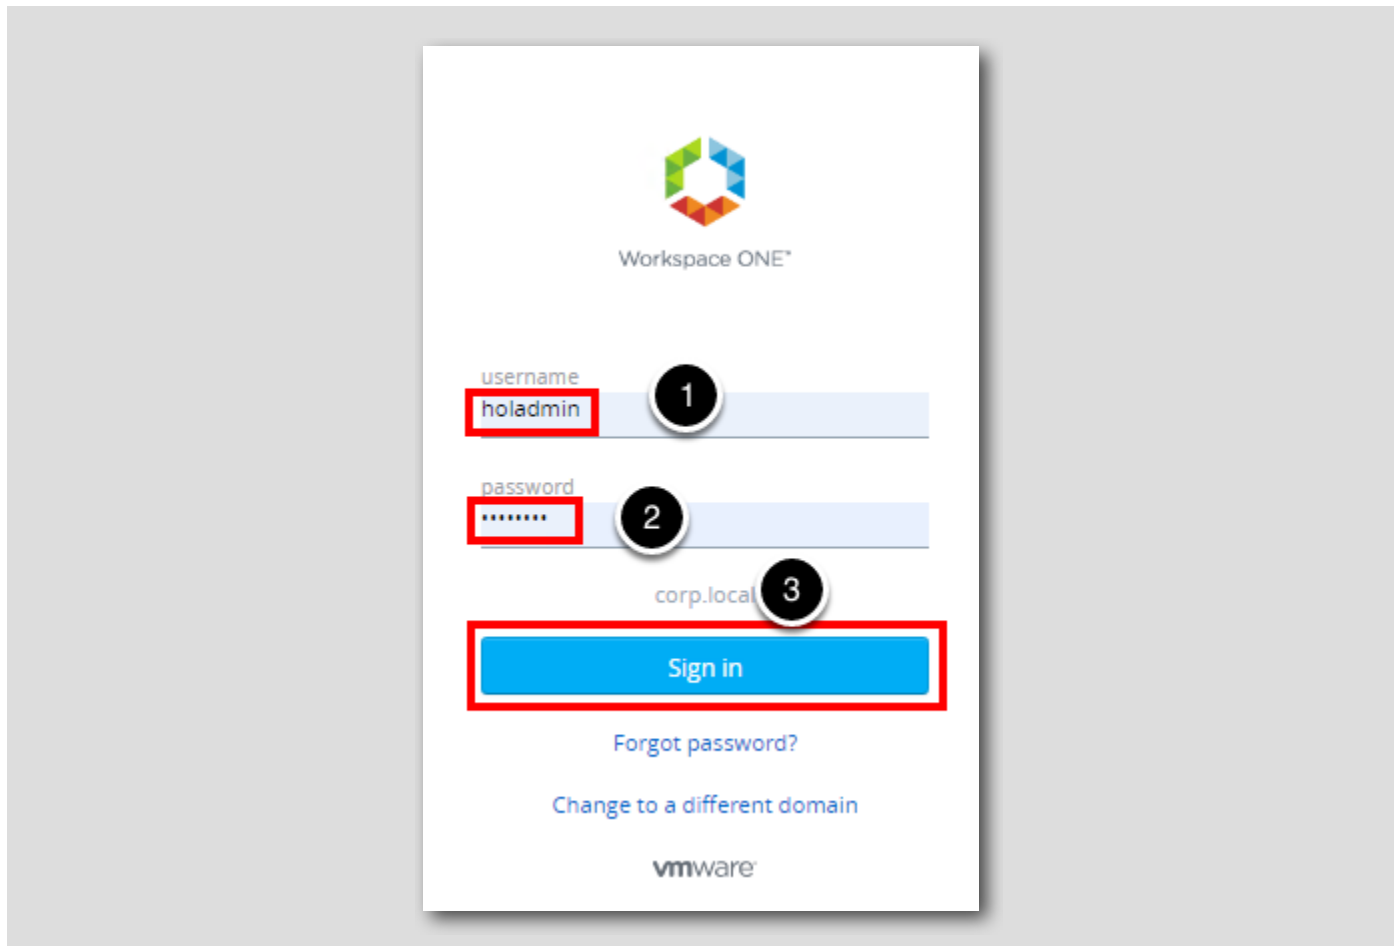 Workspace ONE™
username
holadmin
1
password
••••••••
2
corp.local
3
Sign in
Forgot password?
Change to a different domain
vmware